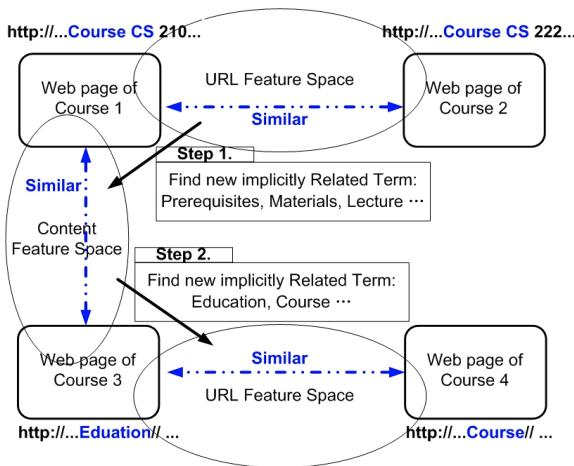 http://...Course CS 210...
http://...Course CS 222...
Web page of
Course 1
URL Feature Space
Similar
Web page of
Course 2
Step 1.
Find new implicitly Related Term:
Prerequisites, Materials, Lecture ···
Similar
Content
Feature Space
Step 2.
Find new implicitly Related Term:
Education, Course ···
Web page of
Course 3
Similar
URL Feature Space
Web page of
Course 4
http://...Eduation// ...
http://...Course// ...